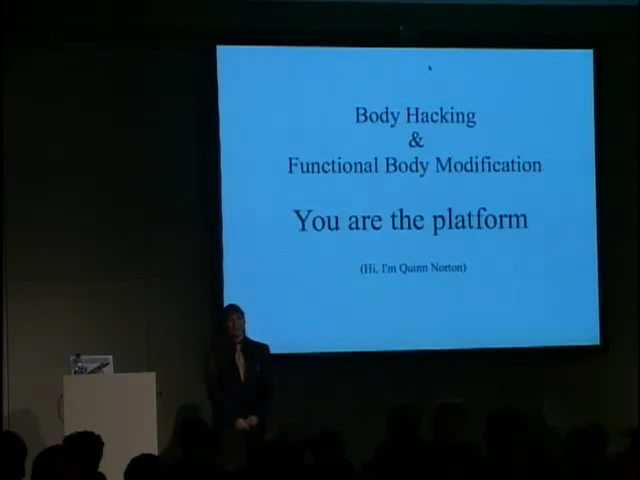 Body Hacking
&
Functional Body Modification
You are the platform
(Hi, I'm Quinn Norton)